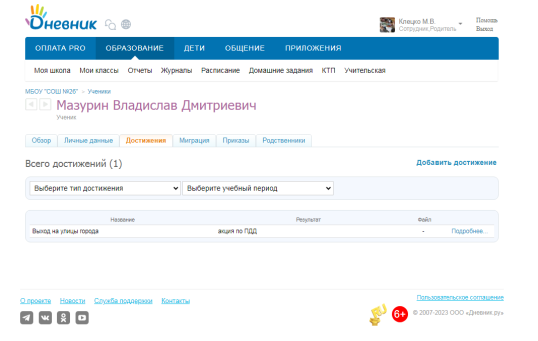 Дневник
Клецко М.В.
Сотрудник,Родитель
Помощь
Выход
ОПЛАТА PRO ОБРАЗОВАНИЕ ДЕТИ ОБЩЕНИЕ ПРИЛОЖЕНИЯ
Моя школа Мои классы Отчеты Журналы Расписание Домашние задания КТП Учительская
МБОУ "СОШ №26" → Ученики
Мазурин Владислав Дмитриевич
Ученик
Обзор Личные данные Достижения Миграция Приказы Родственники
Всего достижений (1)
Добавить достижение
Выберите тип достижения
Выберите учебный период
Название Результат Файл
Выход на улицы города акция по ПДД - Подробнее...
О проекте Новости Служба поддержки Контакты
Пользовательское соглашение
6+
© 2007-2023 ООО «Дневник.ру»